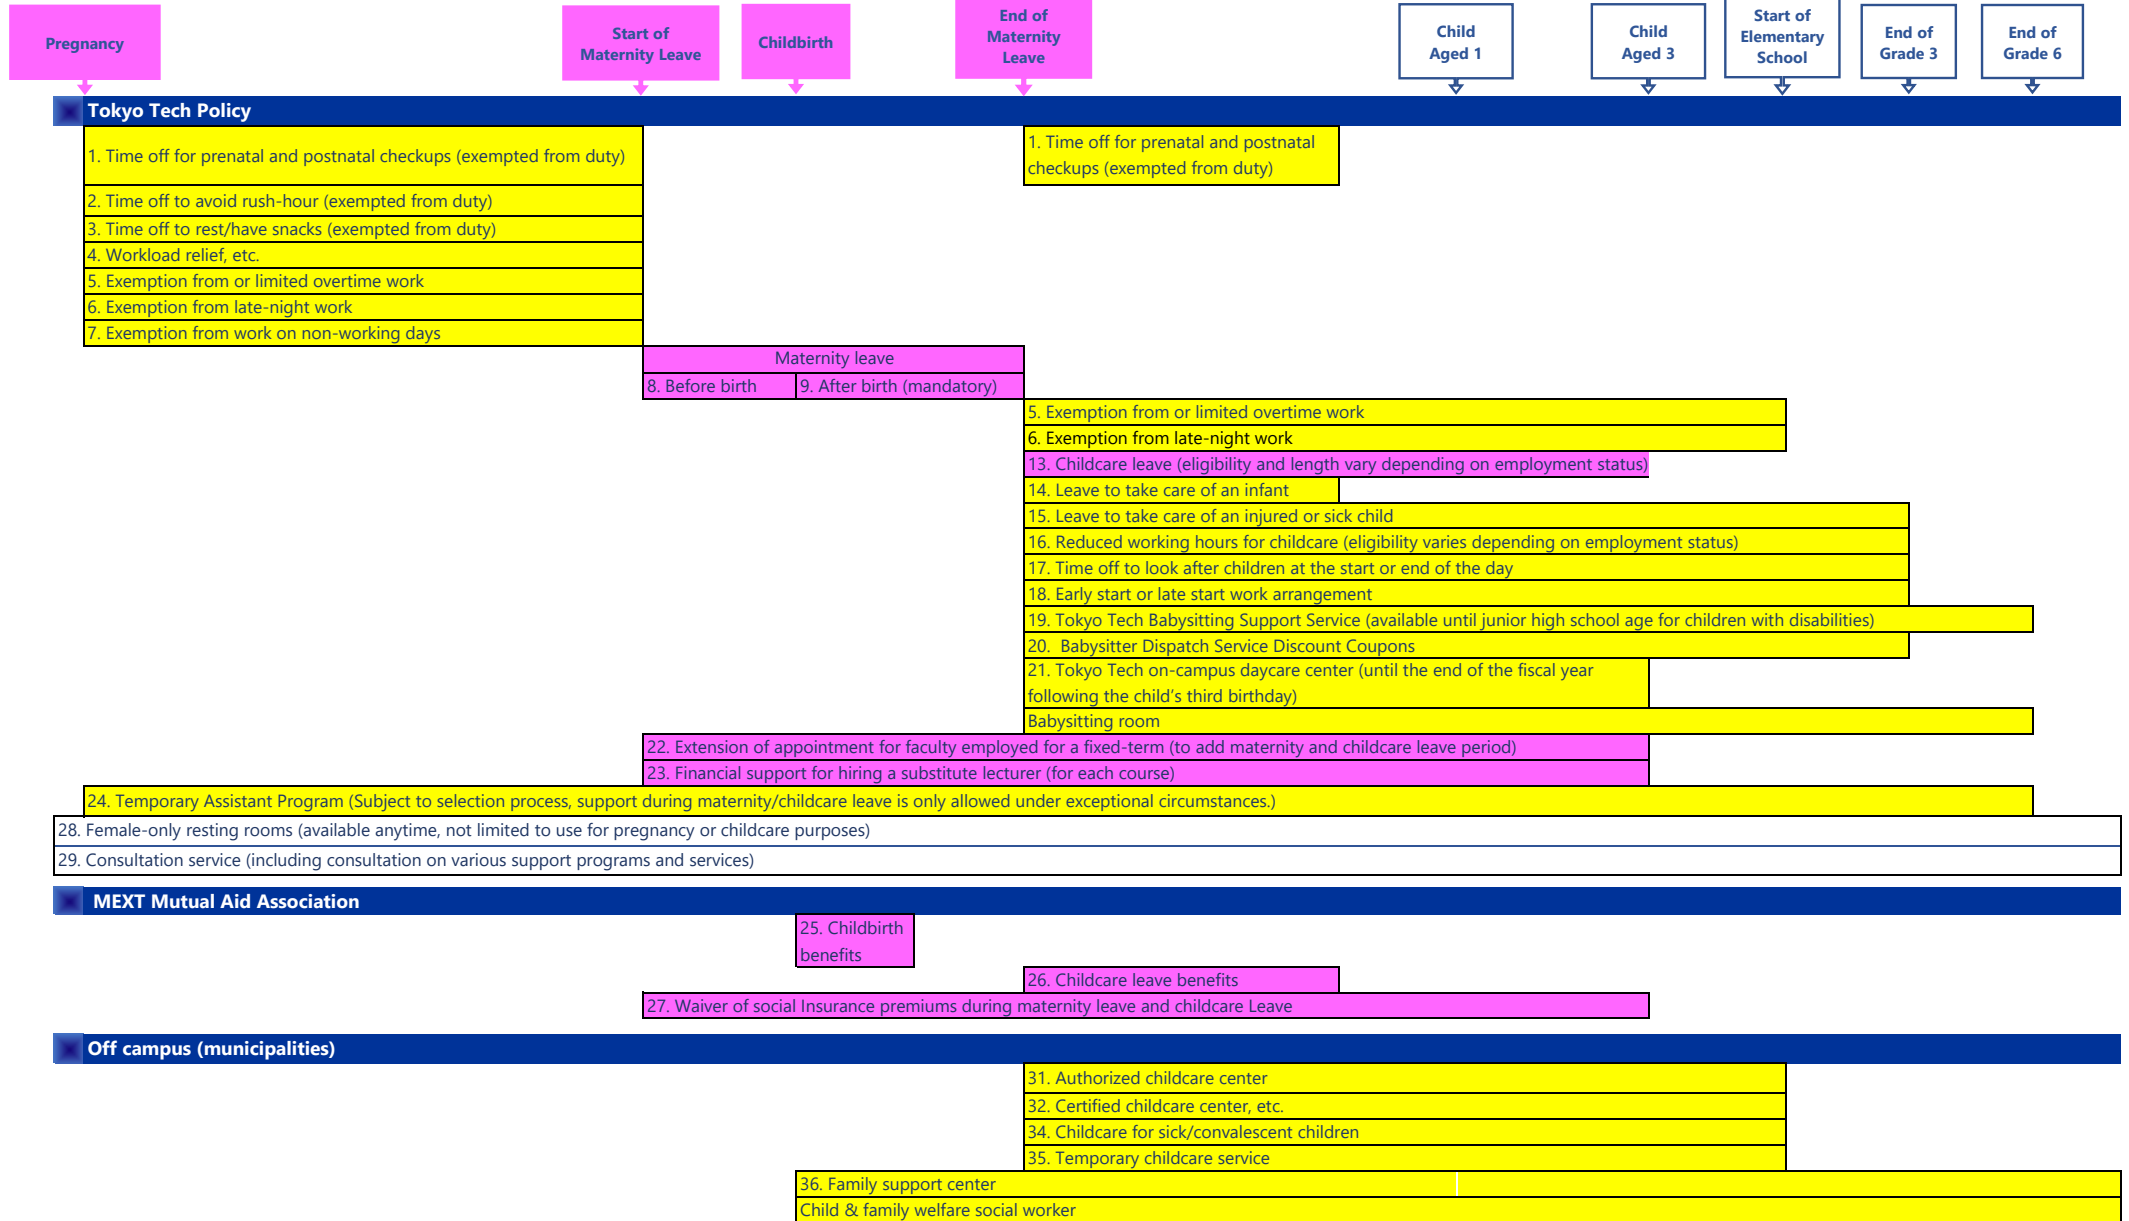 Pregnancy
Start of
Maternity Leave
Childbirth
End of
Maternity
Leave
Child
Aged 1
Child
Aged 3
Start of
Elementary
School
End of
Grade 3
End of
Grade 6
Tokyo Tech Policy
1. Time off for prenatal and postnatal checkups (exempted from duty)
1. Time off for prenatal and postnatal
checkups (exempted from duty)
2. Time off to avoid rush-hour (exempted from duty)
3. Time off to rest/have snacks (exempted from duty)
4. Workload relief, etc.
5. Exemption from or limited overtime work
6. Exemption from late-night work
7. Exemption from work on non-working days
Maternity leave
8. Before birth
9. After birth (mandatory)
5. Exemption from or limited overtime work
6. Exemption from late-night work
13. Childcare leave (eligibility and length vary depending on employment status)
14. Leave to take care of an infant
15. Leave to take care of an injured or sick child
16. Reduced working hours for childcare (eligibility varies depending on employment status)
17. Time off to look after children at the start or end of the day
18. Early start or late start work arrangement
19. Tokyo Tech Babysitting Support Service (available until junior high school age for children with disabilities)
20.  Babysitter Dispatch Service Discount Coupons
21. Tokyo Tech on-campus daycare center (until the end of the fiscal year
following the child’s third birthday)
Babysitting room
22. Extension of appointment for faculty employed for a fixed-term (to add maternity and childcare leave period)
23. Financial support for hiring a substitute lecturer (for each course)
24. Temporary Assistant Program (Subject to selection process, support during maternity/childcare leave is only allowed under exceptional circumstances.)
28. Female-only resting rooms (available anytime, not limited to use for pregnancy or childcare purposes)
29. Consultation service (including consultation on various support programs and services)
MEXT Mutual Aid Association
25. Childbirth
benefits
26. Childcare leave benefits
27. Waiver of social Insurance premiums during maternity leave and childcare Leave
Off campus (municipalities)
31. Authorized childcare center
32. Certified childcare center, etc.
34. Childcare for sick/convalescent children
35. Temporary childcare service
36. Family support center
Child & family welfare social worker